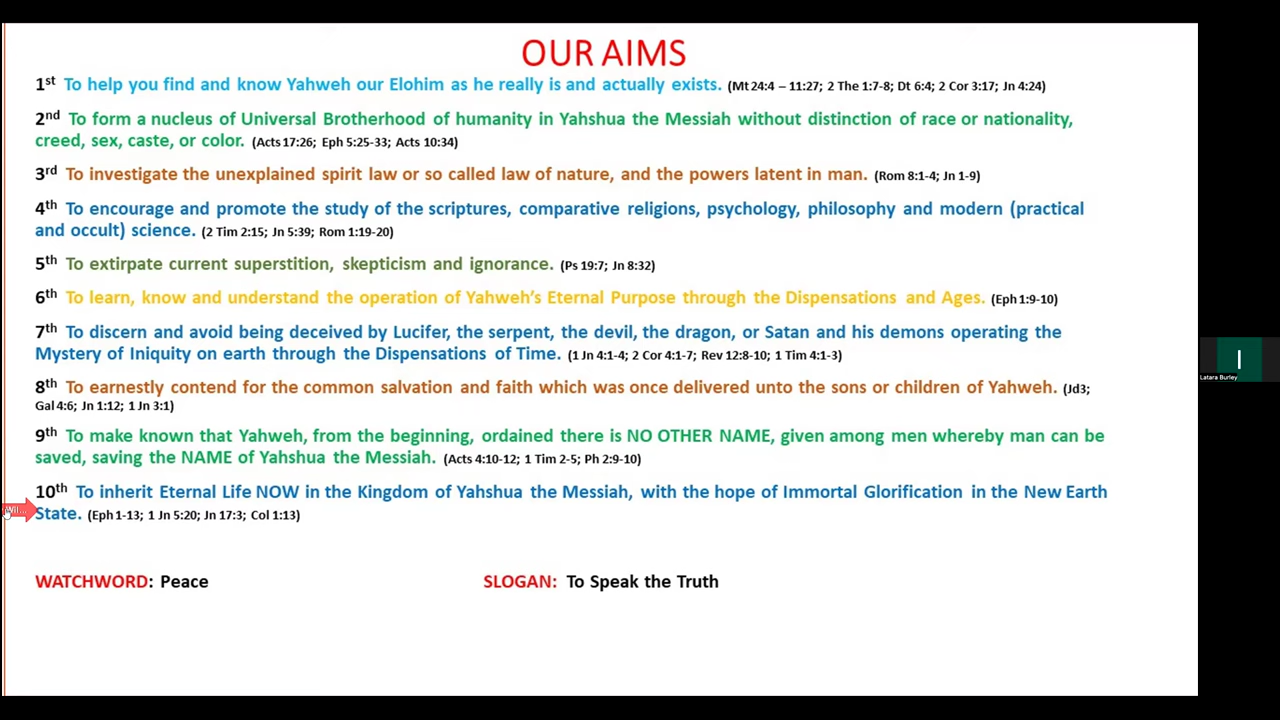 OUR AIMS
1st To help you find and know Yahweh our Elohim as he really is and actually exists. (Mt 24:4 – 11:27; 2 The 1:7-8; Dt 6:4; 2 Cor 3:17; Jn 4:24)
2nd To form a nucleus of Universal Brotherhood of humanity in Yahshua the Messiah without distinction of race or nationality,
creed, sex, caste, or color. (Acts 17:26; Eph 5:25-33; Acts 10:34)
3rd To investigate the unexplained spirit law or so called law of nature, and the powers latent in man. (Rom 8:1-4; Jn 1-9)
4th To encourage and promote the study of the scriptures, comparative religions, psychology, philosophy and modern (practical
and occult) science. (2 Tim 2:15; Jn 5:39; Rom 1:19-20)
5th To extirpate current superstition, skepticism and ignorance. (Ps 19:7; Jn 8:32)
6th To learn, know and understand the operation of Yahweh's Eternal Purpose through the Dispensations and Ages. (Eph 1:9-10)
7th To discern and avoid being deceived by Lucifer, the serpent, the devil, the dragon, or Satan and his demons operating the
Mystery of Iniquity on earth through the Dispensations of Time. (1 Jn 4:1-4; 2 Cor 4:1-7; Rev 12:8-10; 1 Tim 4:1-3)
8th To earnestly contend for the common salvation and faith which was once delivered unto the sons or children of Yahweh. (Jd3;
Gal 4:6; Jn 1:12; 1 Jn 3:1)
9th To make known that Yahweh, from the beginning, ordained there is NO OTHER NAME, given among men whereby man can be
saved, saving the NAME of Yahshua the Messiah. (Acts 4:10-12; 1 Tim 2-5; Ph 2:9-10)
10th To inherit Eternal Life NOW in the Kingdom of Yahshua the Messiah, with the hope of Immortal Glorification in the New Earth
State. (Eph 1-13; 1 Jn 5:20; Jn 17:3; Col 1:13)
WATCHWORD: Peace SLOGAN: To Speak the Truth
l
Latara Burley